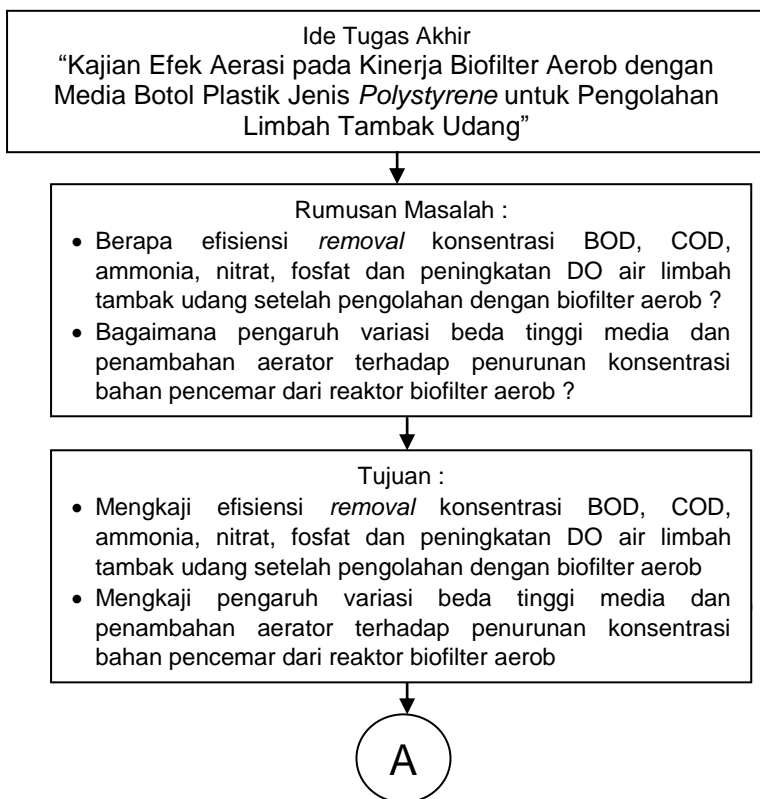 Ide Tugas Akhir
“Kajian Efek Aerasi pada Kinerja Biofilter Aerob dengan
Media Botol Plastik Jenis Polystyrene untuk Pengolahan
Limbah Tambak Udang”
Rumusan Masalah :
• Berapa efisiensi removal konsentrasi BOD, COD,
ammonia, nitrat, fosfat dan peningkatan DO air limbah
tambak udang setelah pengolahan dengan biofilter aerob ?
• Bagaimana pengaruh variasi beda tinggi media dan
penambahan aerator terhadap penurunan konsentrasi
bahan pencemar dari reaktor biofilter aerob ?
Tujuan :
• Mengkaji efisiensi removal konsentrasi BOD, COD,
ammonia, nitrat, fosfat dan peningkatan DO air limbah
tambak udang setelah pengolahan dengan biofilter aerob
• Mengkaji pengaruh variasi beda tinggi media dan
penambahan aerator terhadap penurunan konsentrasi
bahan pencemar dari reaktor biofilter aerob
A